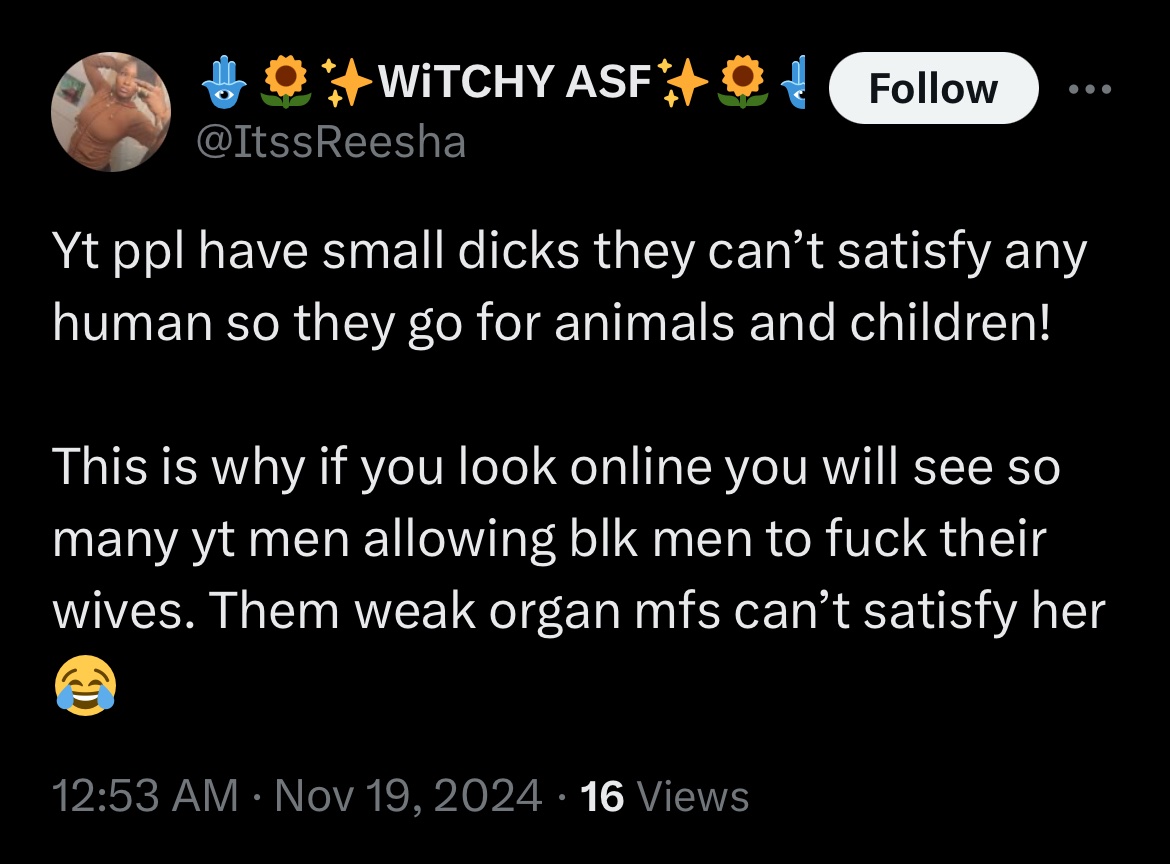 🪬🌻✨WiTCHY ASF✨🌻🪬
Follow
@ItssReesha
Yt ppl have small dicks they can’t satisfy any
human so they go for animals and children!
This is why if you look online you will see so
many yt men allowing blk men to fuck their
wives. Them weak organ mfs can’t satisfy her
😂
12:53 AM · Nov 19, 2024 · 16 Views